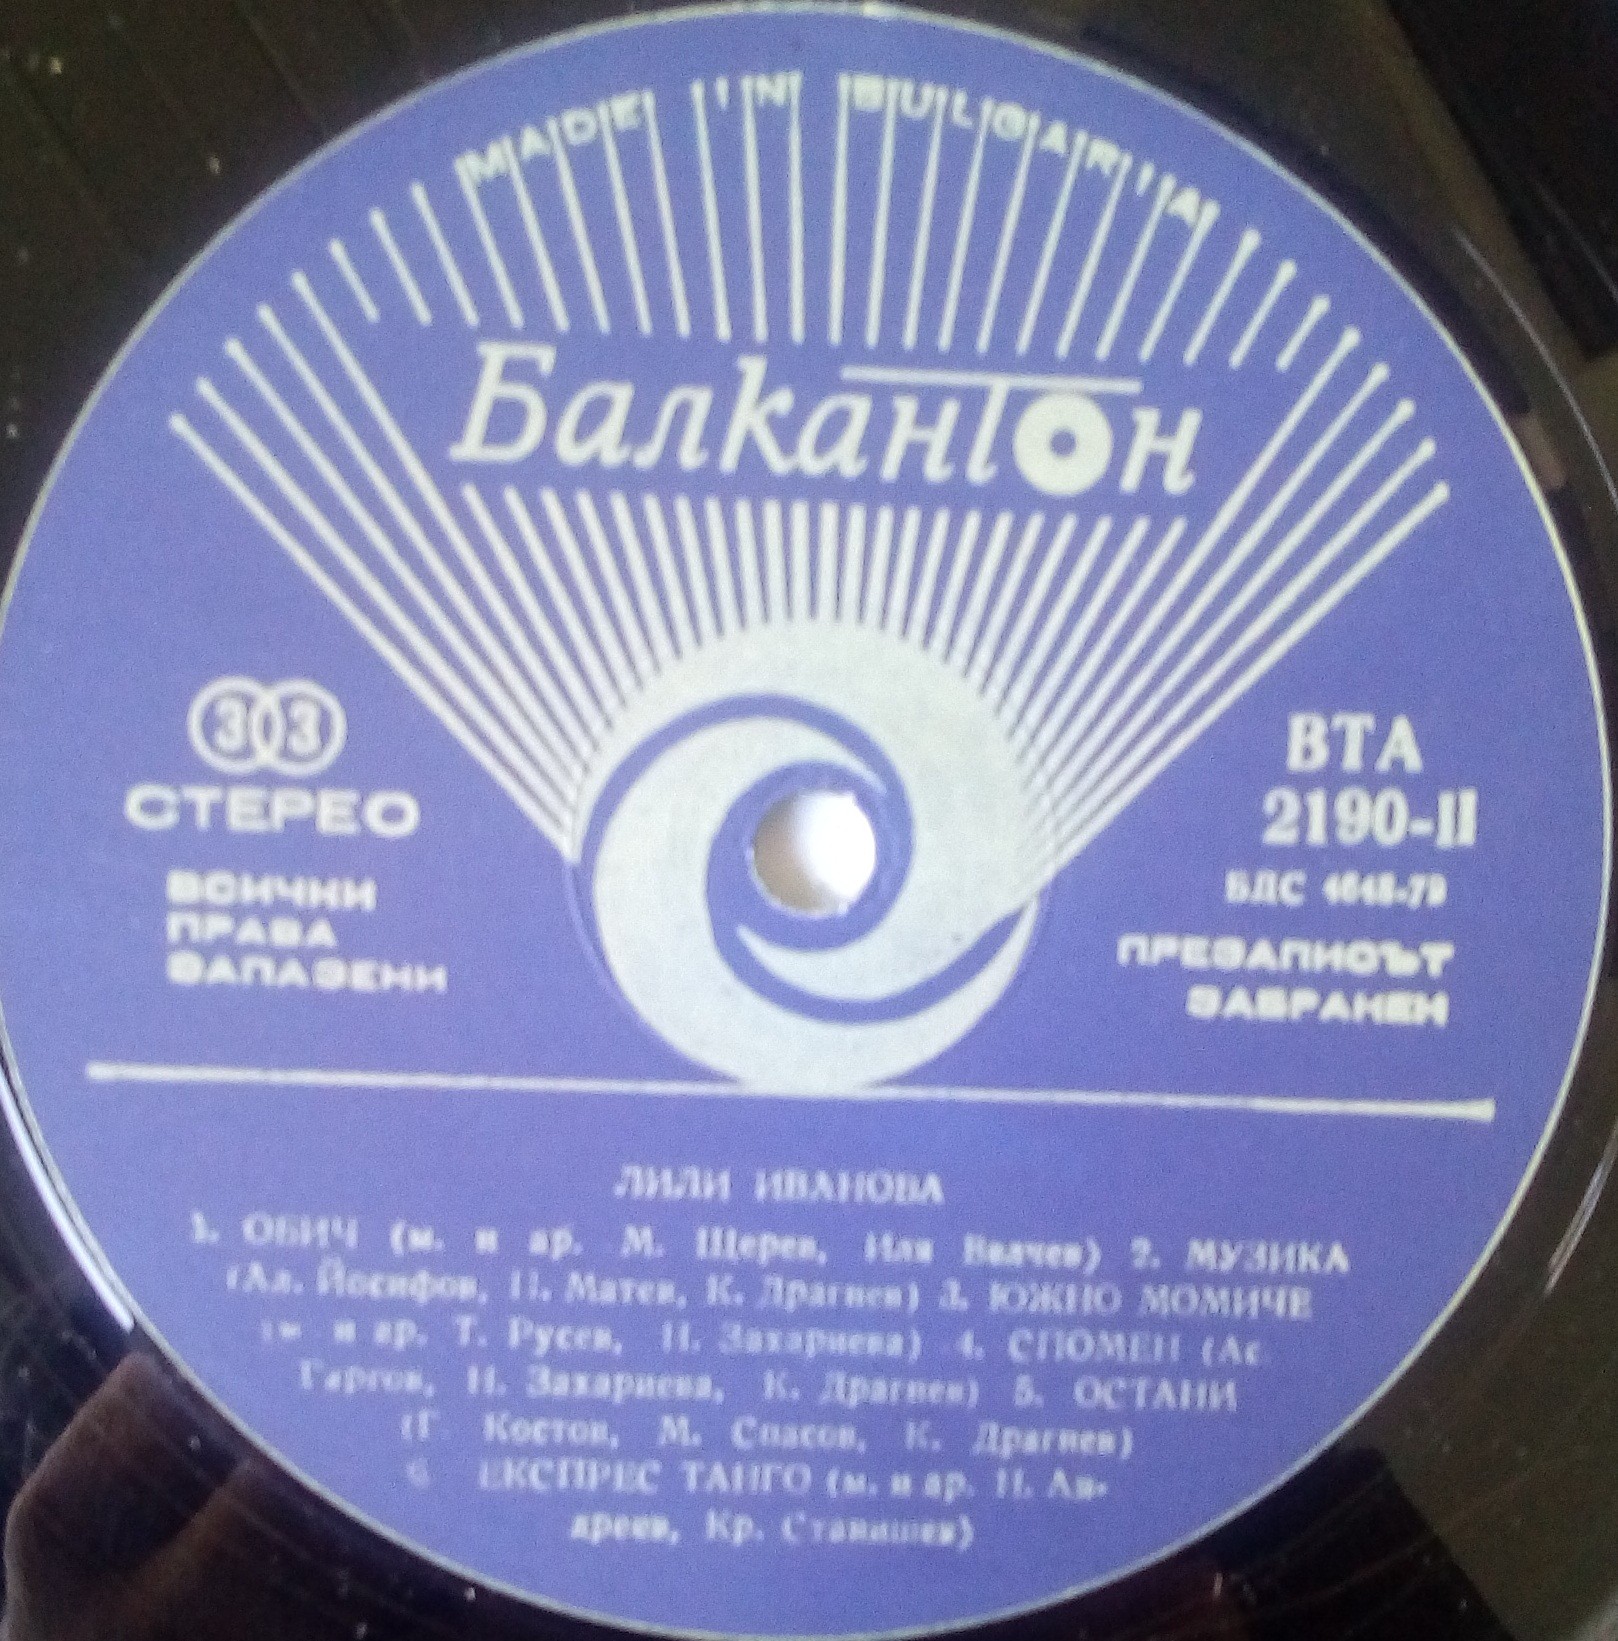 MADE IN BULGARIA
Балкантон
33
СТЕРЕО
ВСИЧКИ
ПРАВА
ЗАПАЗЕНИ
ВТА
2190-II
БДС
ПРЕЗАПИСЪТ
ЗАБРАНЕН
ЛИЛИ ИВАНОВА
1. ОБИЧ (м. и ар. М. Щерев, Иля Велчев) 2. МУЗИКА
(Ал. Йосифов, П. Матев, К. Драгнев) 3. ЮЖНО МОМИЧЕ
и ар. Т. Русев, Н. Захариева) 4. СПОМЕН (Ас
Гаргов, Н. Захариева, К. Драгнев) 5. ОСТАНИ
(Г Костов, М. Спасов, К. Драгнев)
6 ЕКСПРЕС ТАНГО (м. и ар. Н. Ан-
дреев, Кр. Станишев)